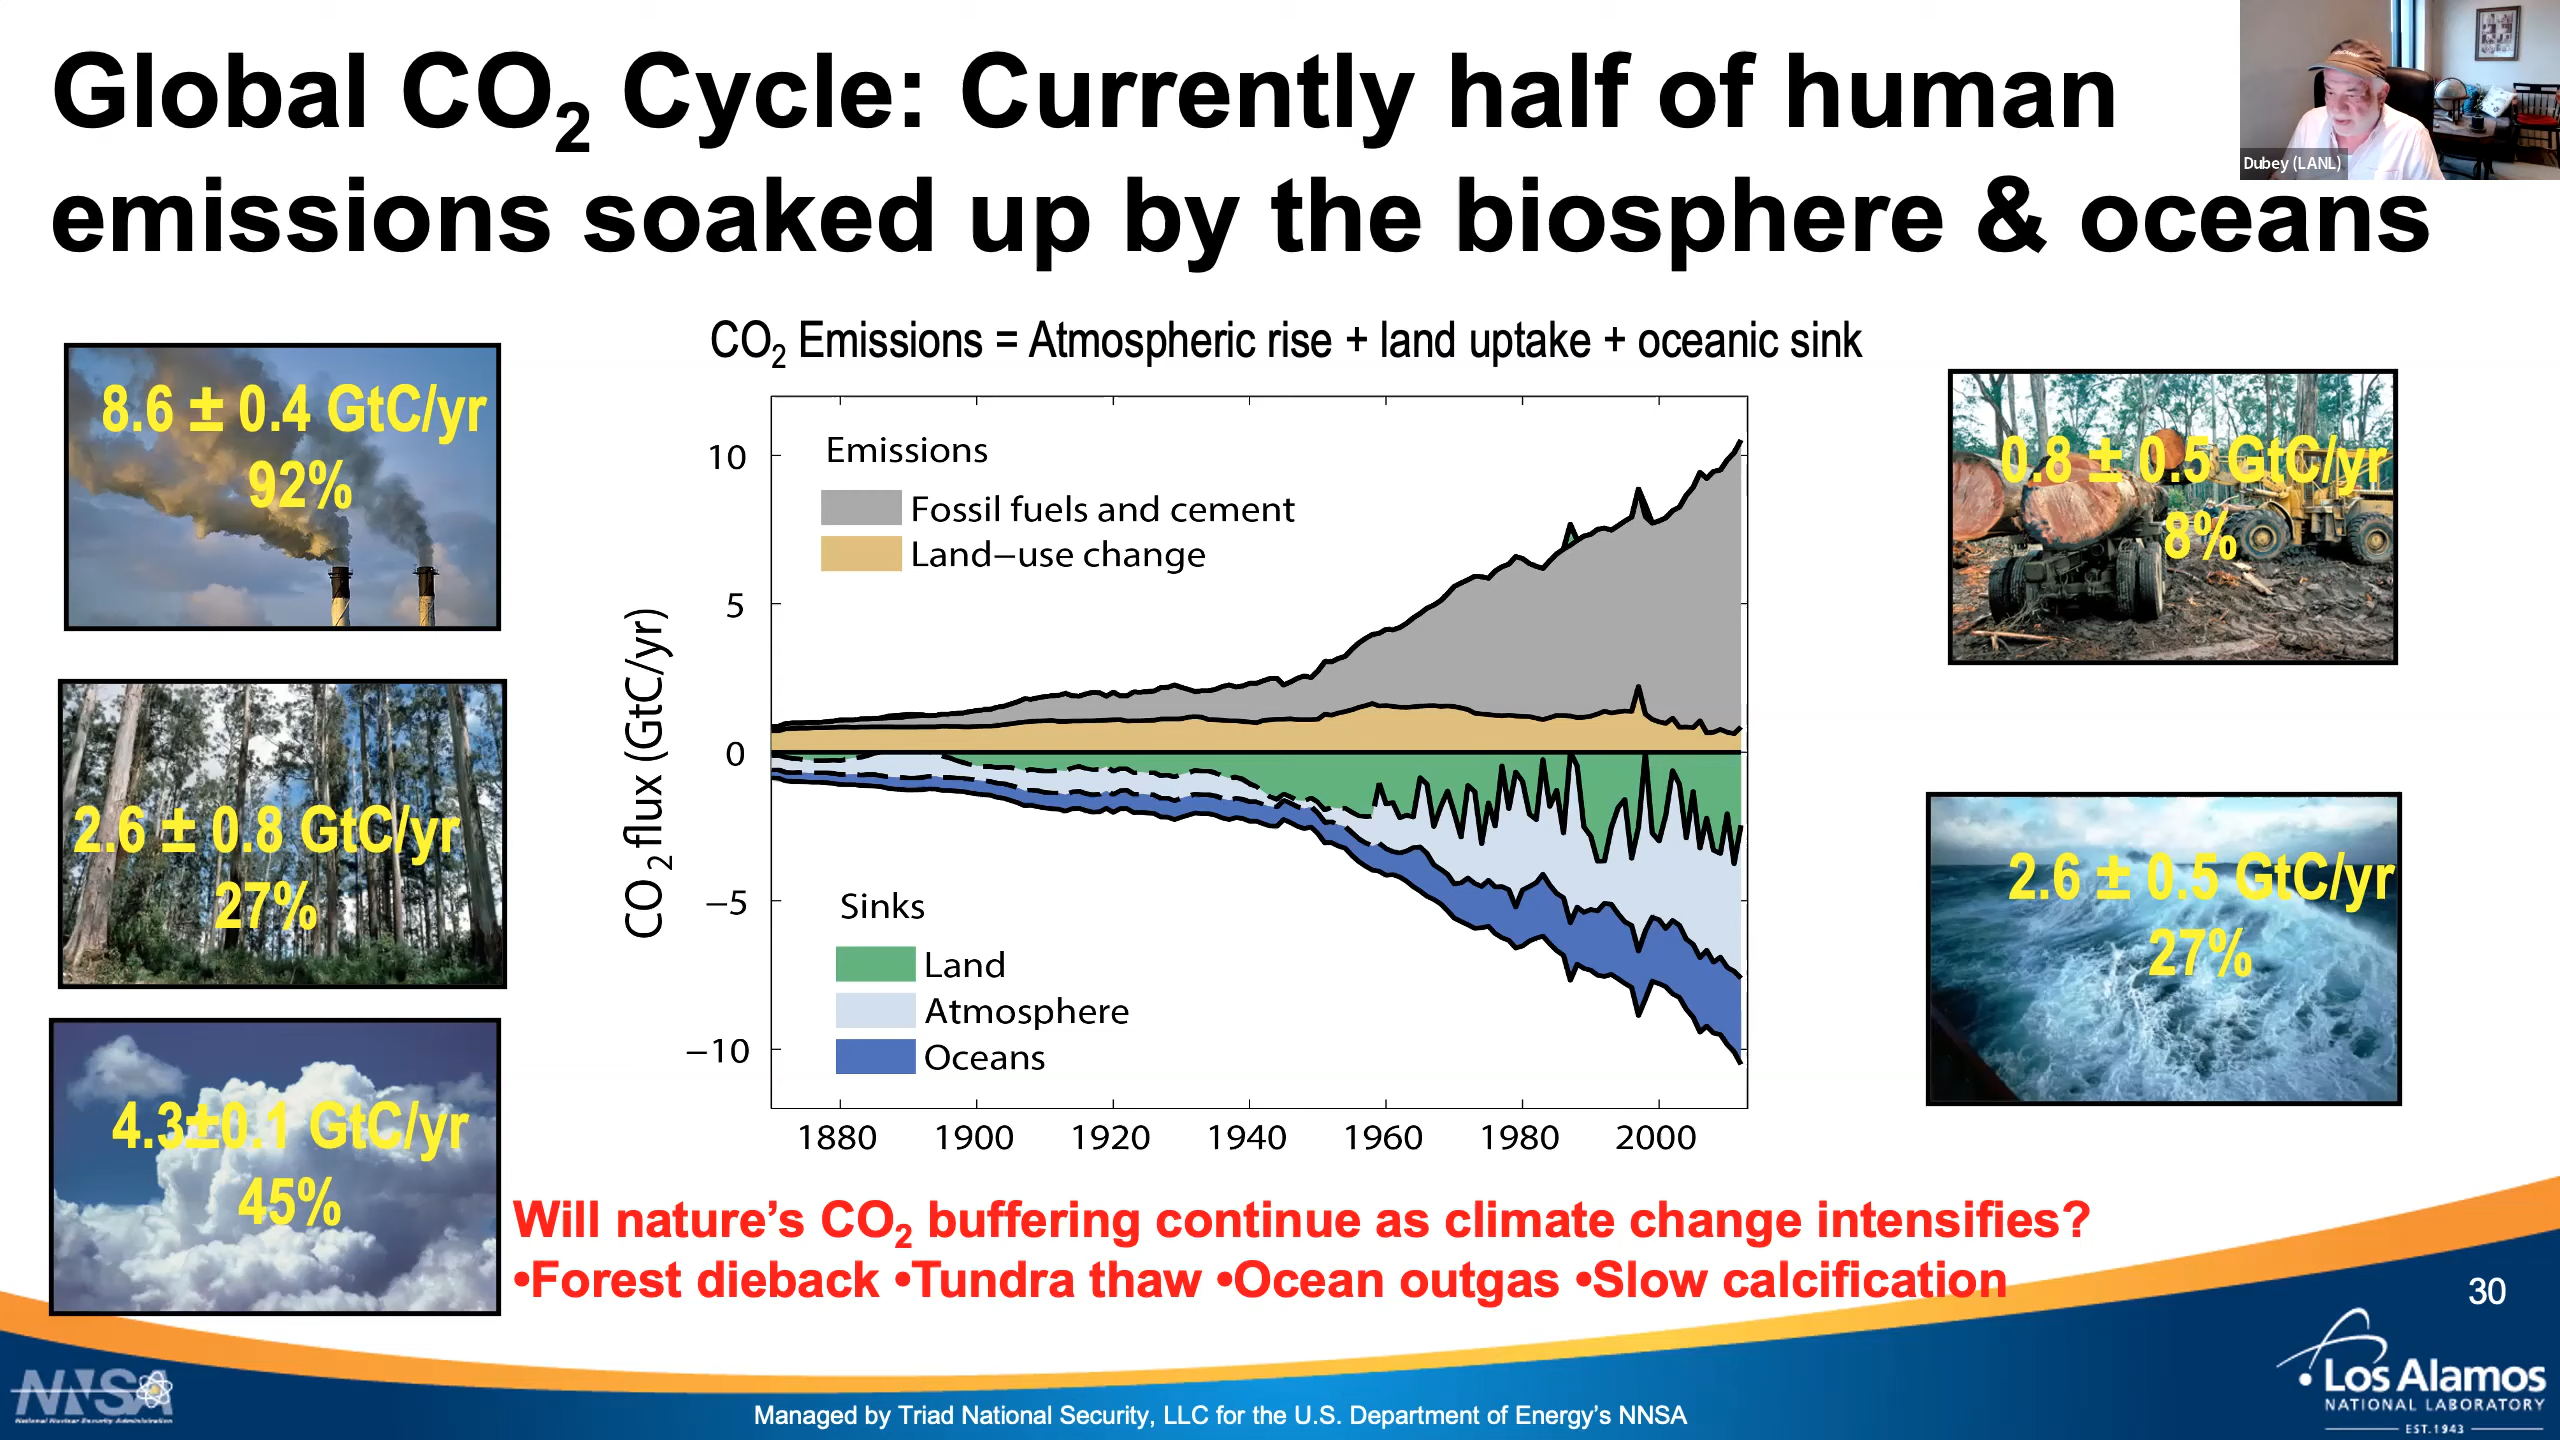 Global CO₂ Cycle: Currently half of human
emissions soaked up by the biosphere & oceans
Dubey (LANL)
CO₂ Emissions = Atmospheric rise + land uptake + oceanic sink
8.6 ± 0.4 GtC/yr
92%
2.6 ± 0.8 GtC/yr
27%
4.3±0.1 GtC/yr
45%
CO₂ flux (GtC/yr)
10
5
0
−5
−10
Emissions
Fossil fuels and cement
Land−use change
Sinks
Land
Atmosphere
Oceans
1880 1900 1920 1940 1960 1980 2000
0.8 ± 0.5 GtC/yr
8%
2.6 ± 0.5 GtC/yr
27%
Will nature’s CO₂ buffering continue as climate change intensifies?
•Forest dieback •Tundra thaw •Ocean outgas •Slow calcification
30
NNSA
National Nuclear Security Administration
Managed by Triad National Security, LLC for the U.S. Department of Energy’s NNSA
Los Alamos
NATIONAL LABORATORY
EST.1943